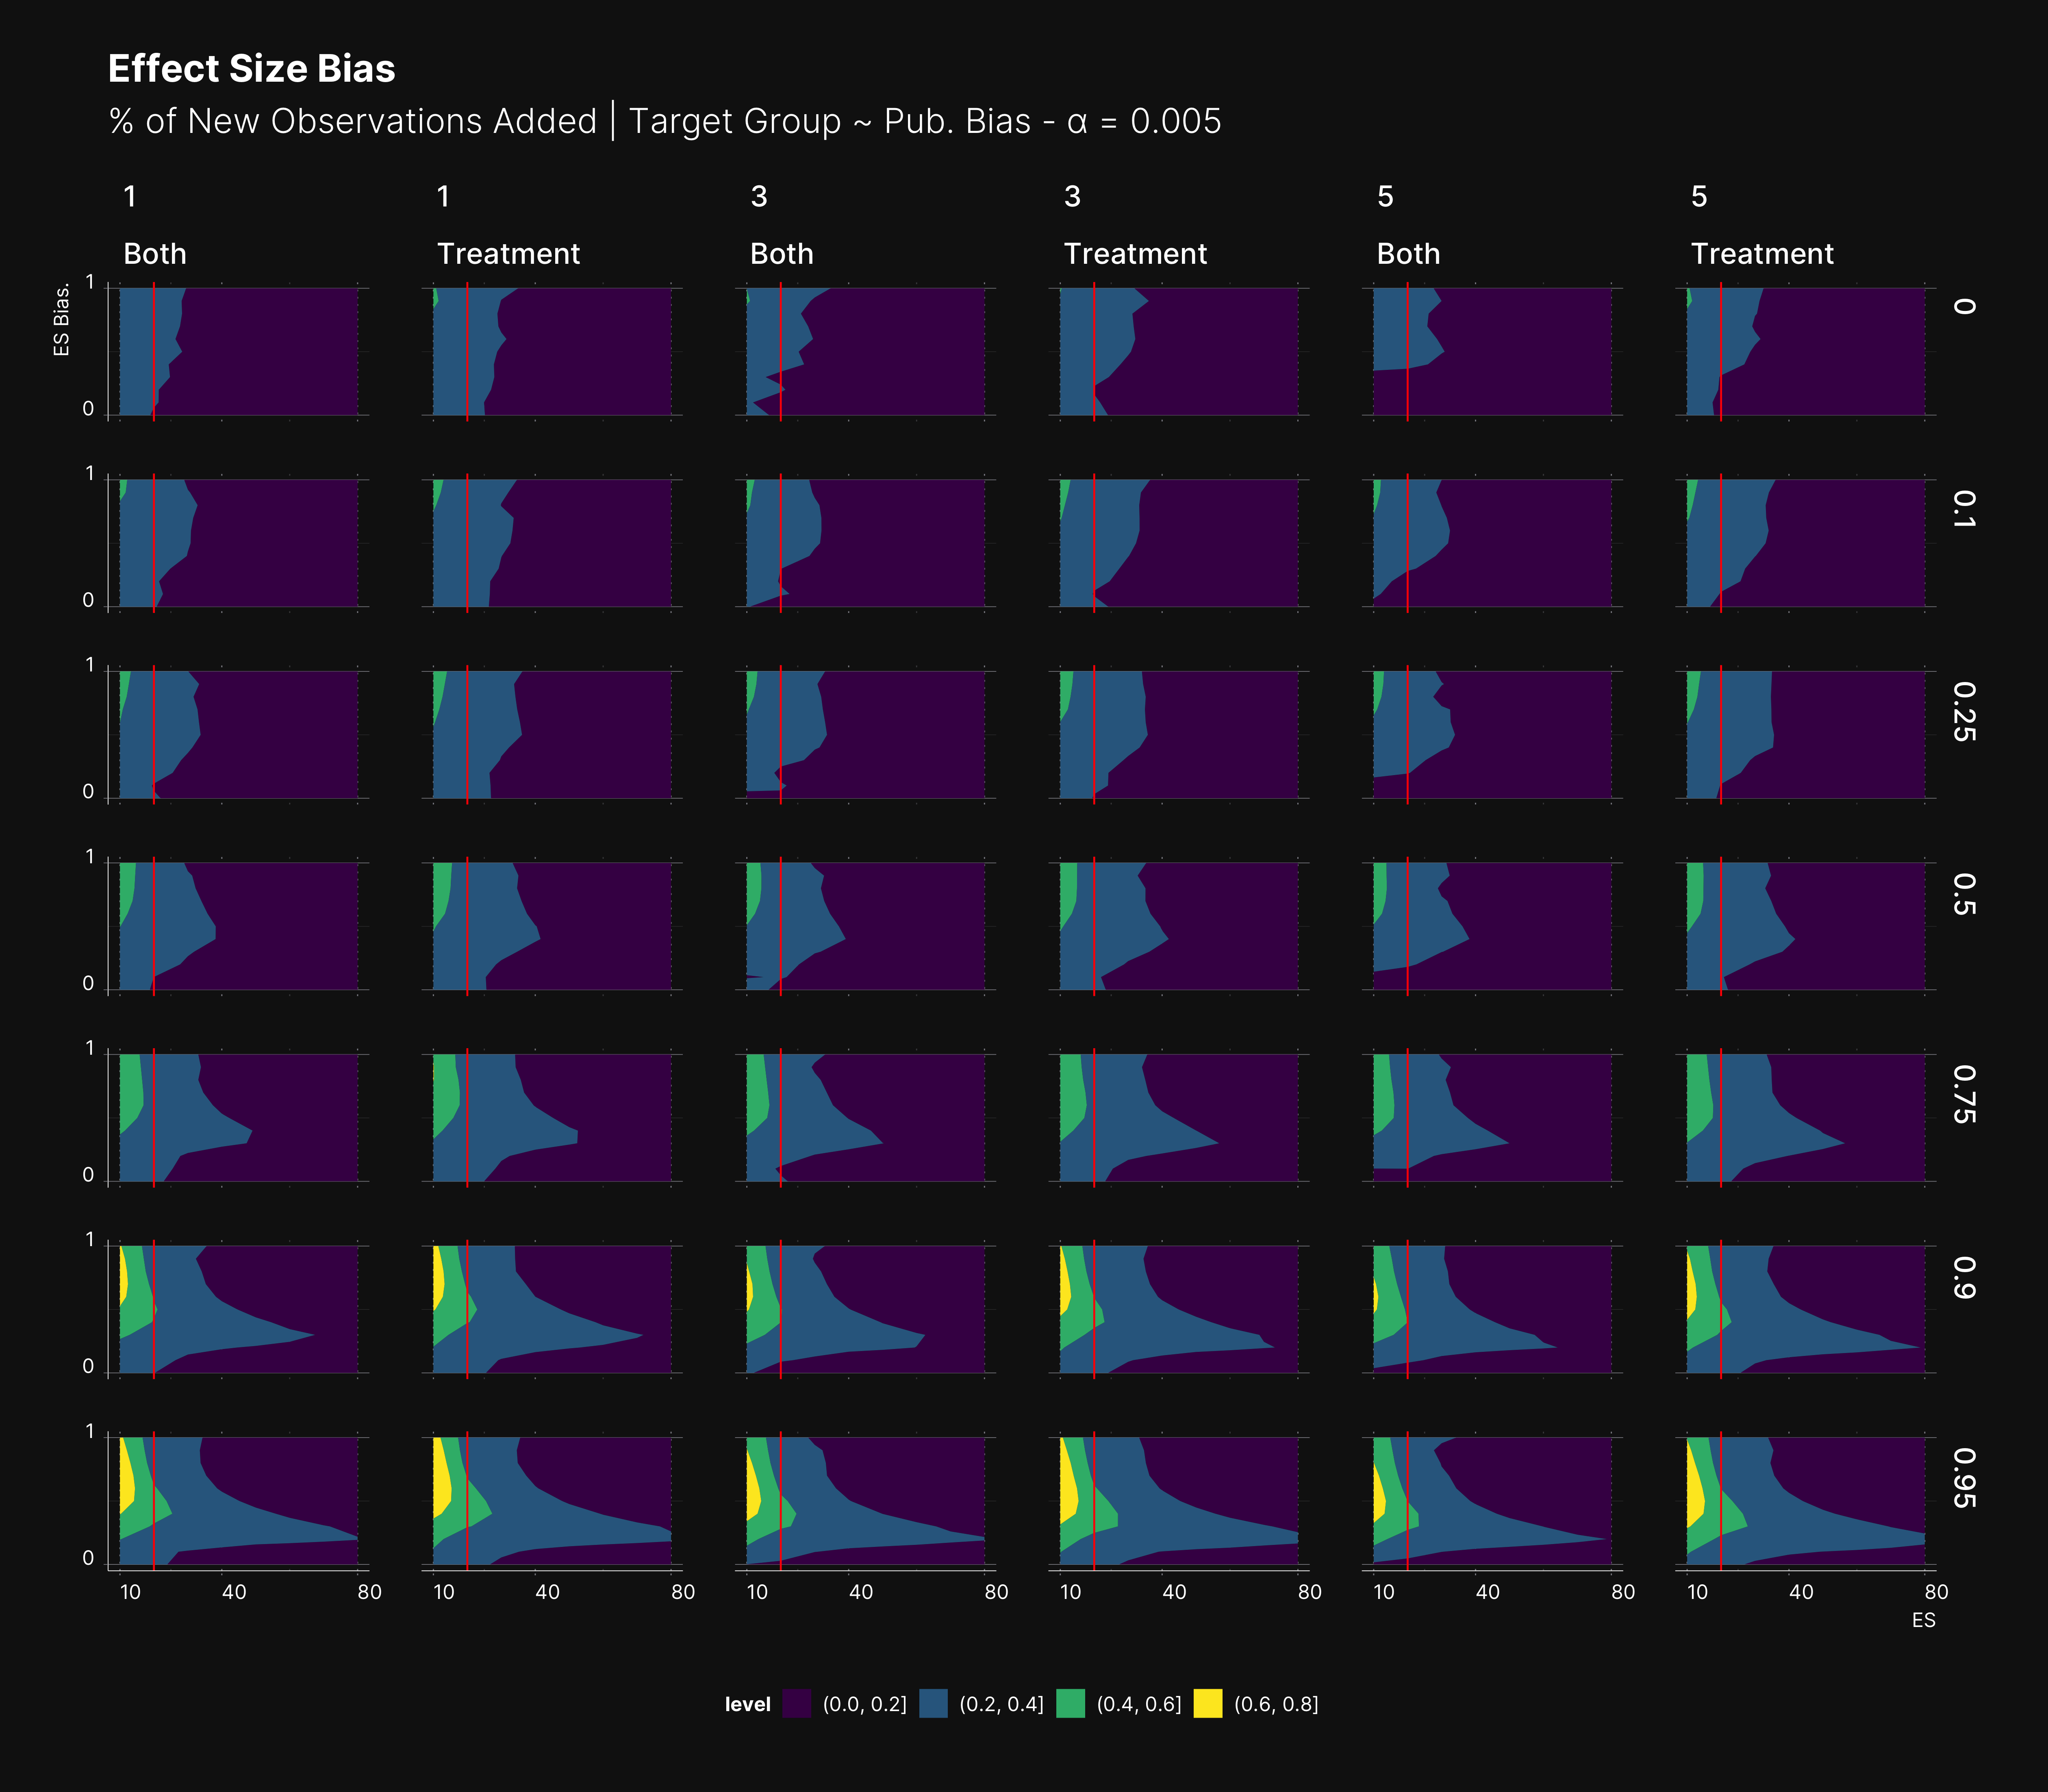 Effect Size Bias
% of New Observations Added | Target Group ~ Pub. Bias - α = 0.005
1 1 3 3 5 5
Both Treatment Both Treatment Both Treatment
ES Bias.
1
0
0
1
0
0.1
1
0
0.25
1
0
0.5
1
0
0.75
1
0
0.9
1
0
0.95
10 40 80 10 40 80 10 40 80 10 40 80 10 40 80 10 40 80
ES
level (0.0, 0.2] (0.2, 0.4] (0.4, 0.6] (0.6, 0.8]